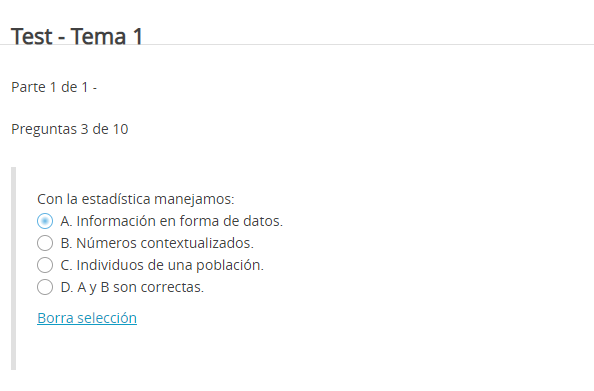 Test - Tema 1
Parte 1 de 1 -
Preguntas 3 de 10
Con la estadística manejamos:
A. Información en forma de datos.
B. Números contextualizados.
C. Individuos de una población.
D. A y B son correctas.
Borra selección